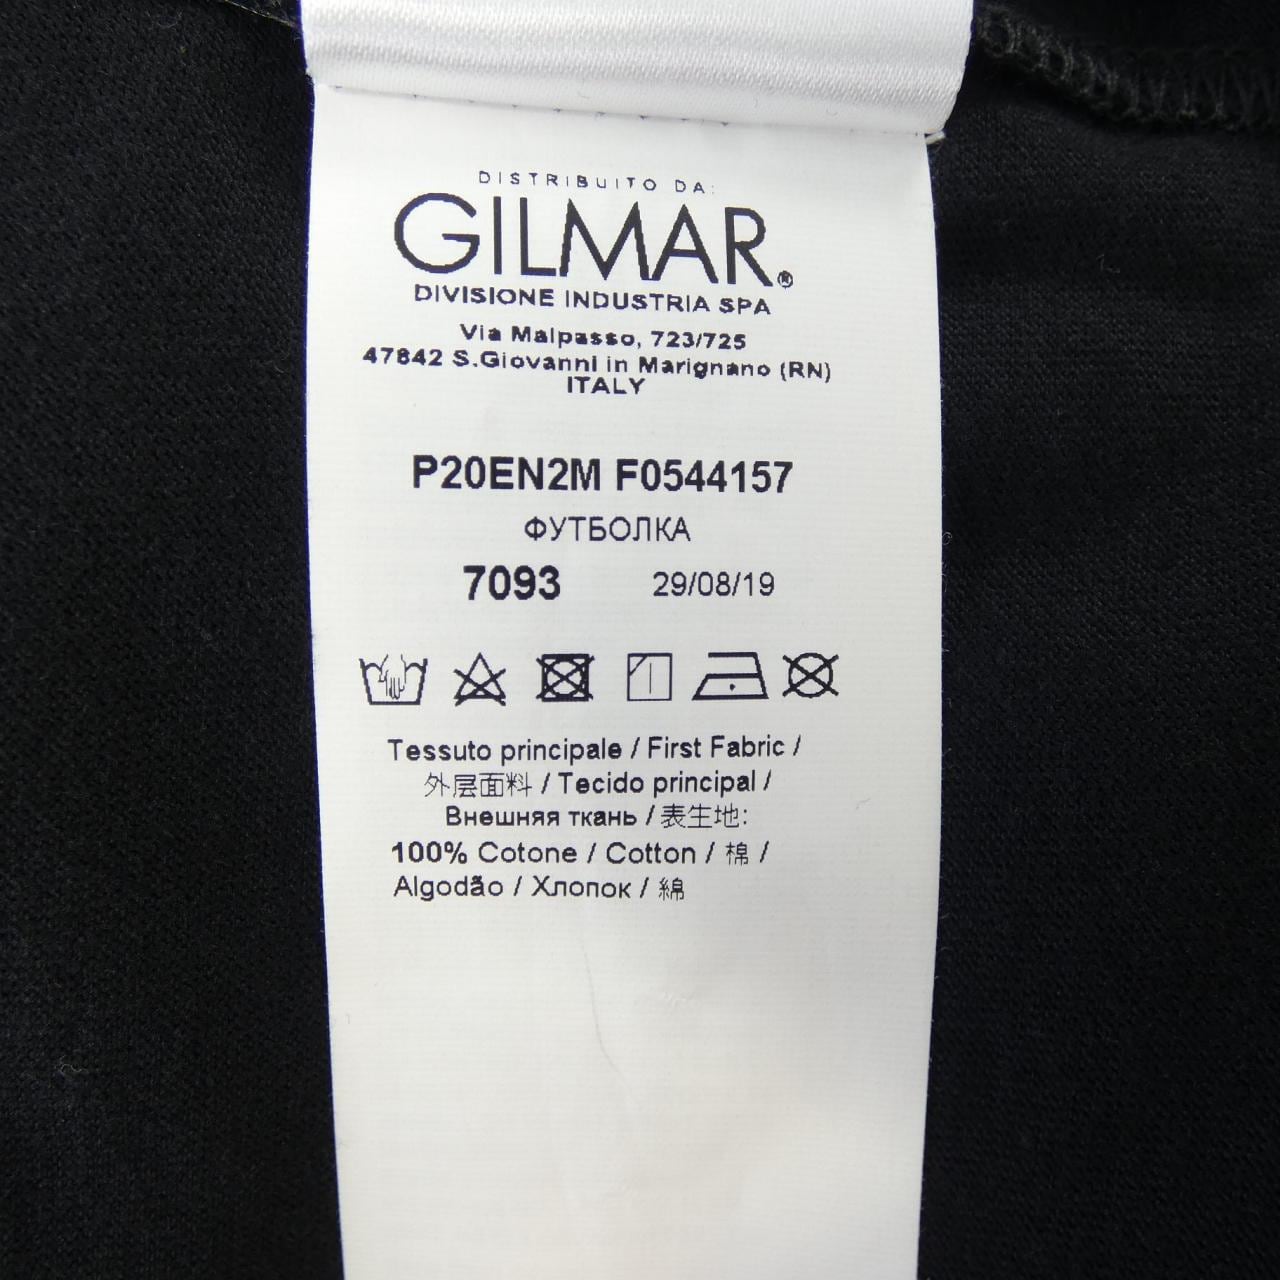 DISTRIBUITO DA:
GILMAR®
DIVISIONE INDUSTRIA SPA
Via Malpasso, 723/725
47842 S.Giovanni in Marignano (RN)
ITALY
P20EN2M F0544157
ФУТБОЛКА
7093 29/08/19
Tessuto principale / First Fabric /
外层面料 / Tecido principal /
Внешняя ткань / 表生地:
100% Cotone / Cotton / 棉 /
Algodão / Хлопок / 綿